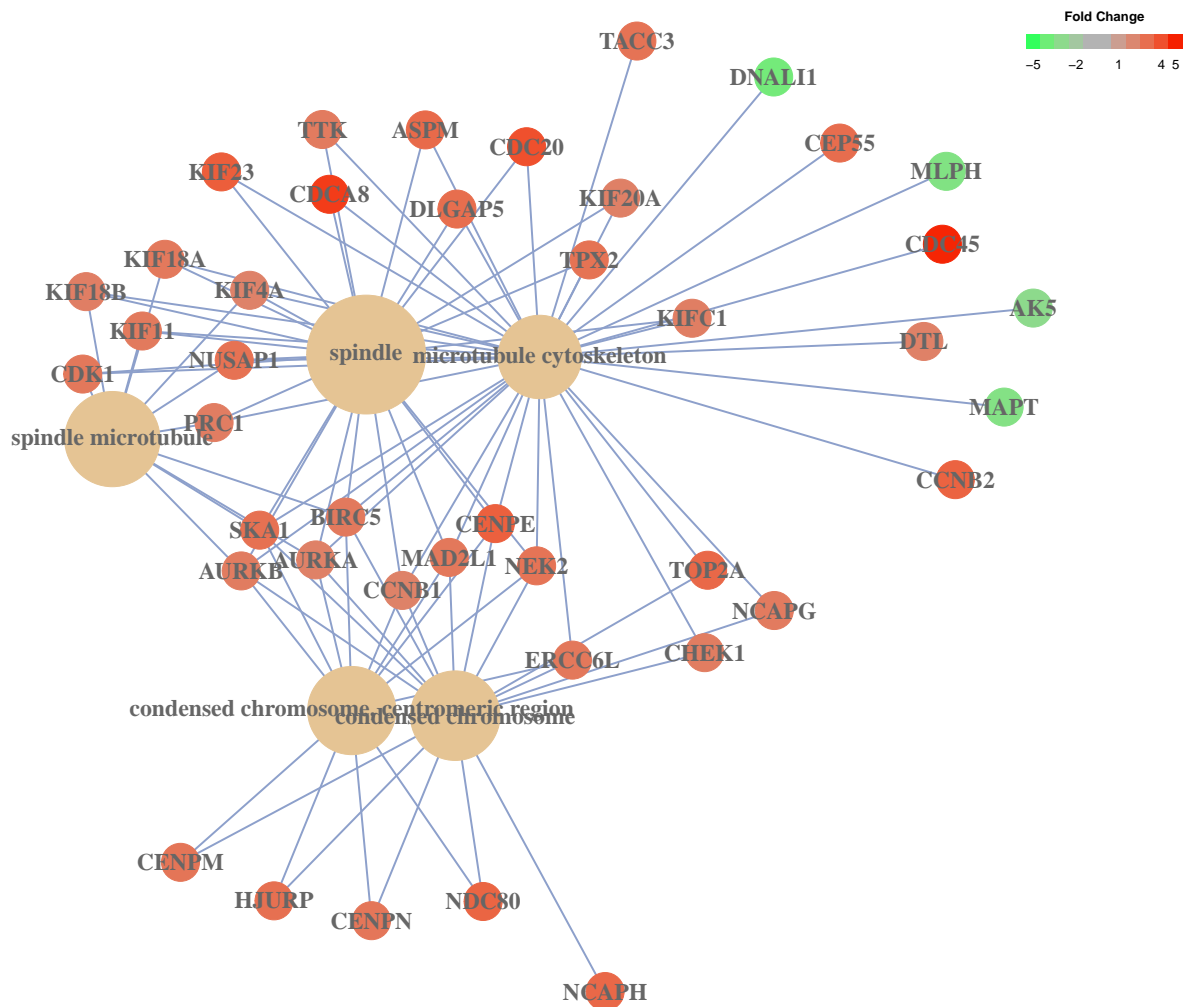 Fold Change
−5 −2 1 4 5
TACC3
DNALI1
TTK
ASPM
CDC20
CEP55
KIF23
MLPH
CDCA8
DLGAP5
KIF20A
CDC45
KIF18A
TPX2
KIF18B
KIF4A
AK5
KIFC1
KIF11
DTL
spindle
microtubule cytoskeleton
NUSAP1
CDK1
MAPT
PRC1
spindle microtubule
CCNB2
BIRC5
CENPE
SKA1
AURKA
MAD2L1
NEK2
AURKB
TOP2A
CCNB1
NCAPG
CHEK1
ERCC6L
condensed chromosome, centromeric region
condensed chromosome
CENPM
HJURP
NDC80
CENPN
NCAPH